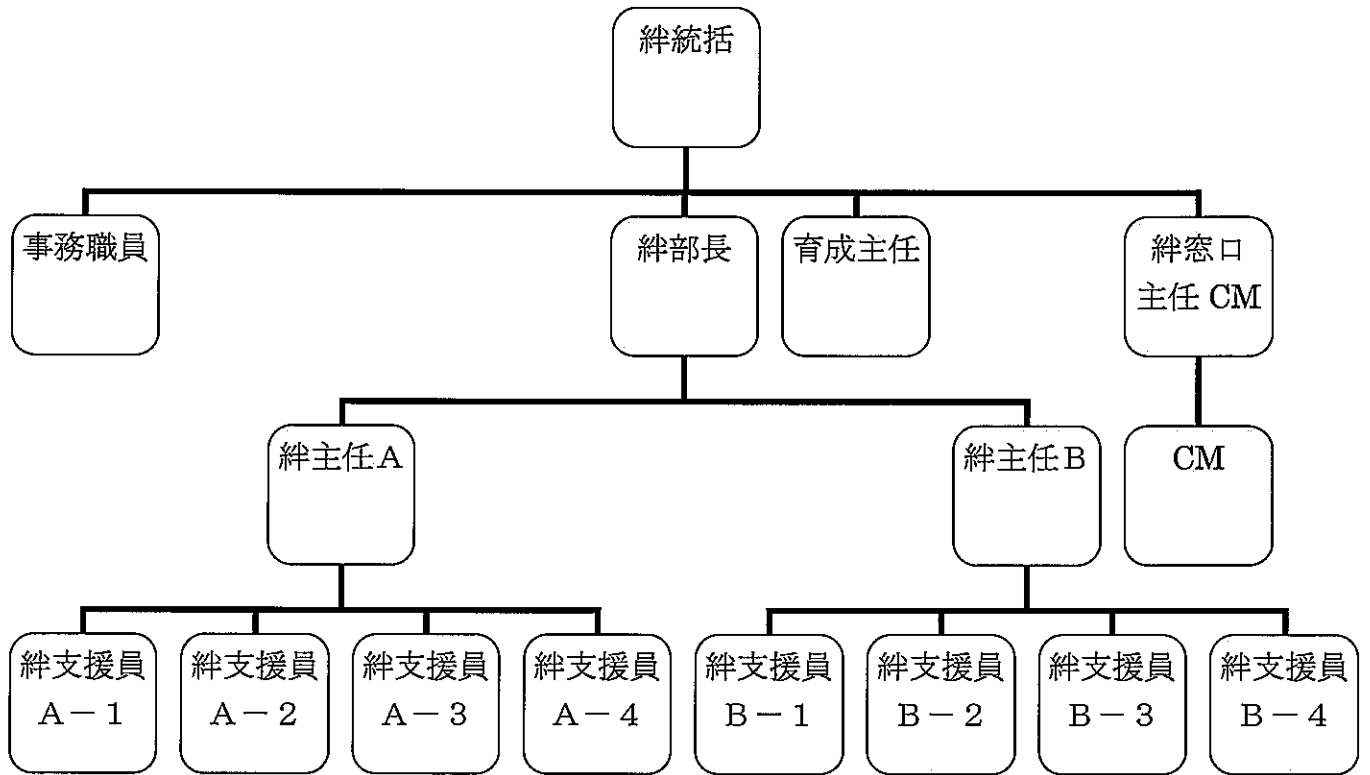 絆統括
事務職員
絆部長
育成主任
絆窓口
主任 CM
絆主任A
絆主任B
CM
絆支援員
A－1
絆支援員
A－2
絆支援員
A－3
絆支援員
A－4
絆支援員
B－1
絆支援員
B－2
絆支援員
B－3
絆支援員
B－4